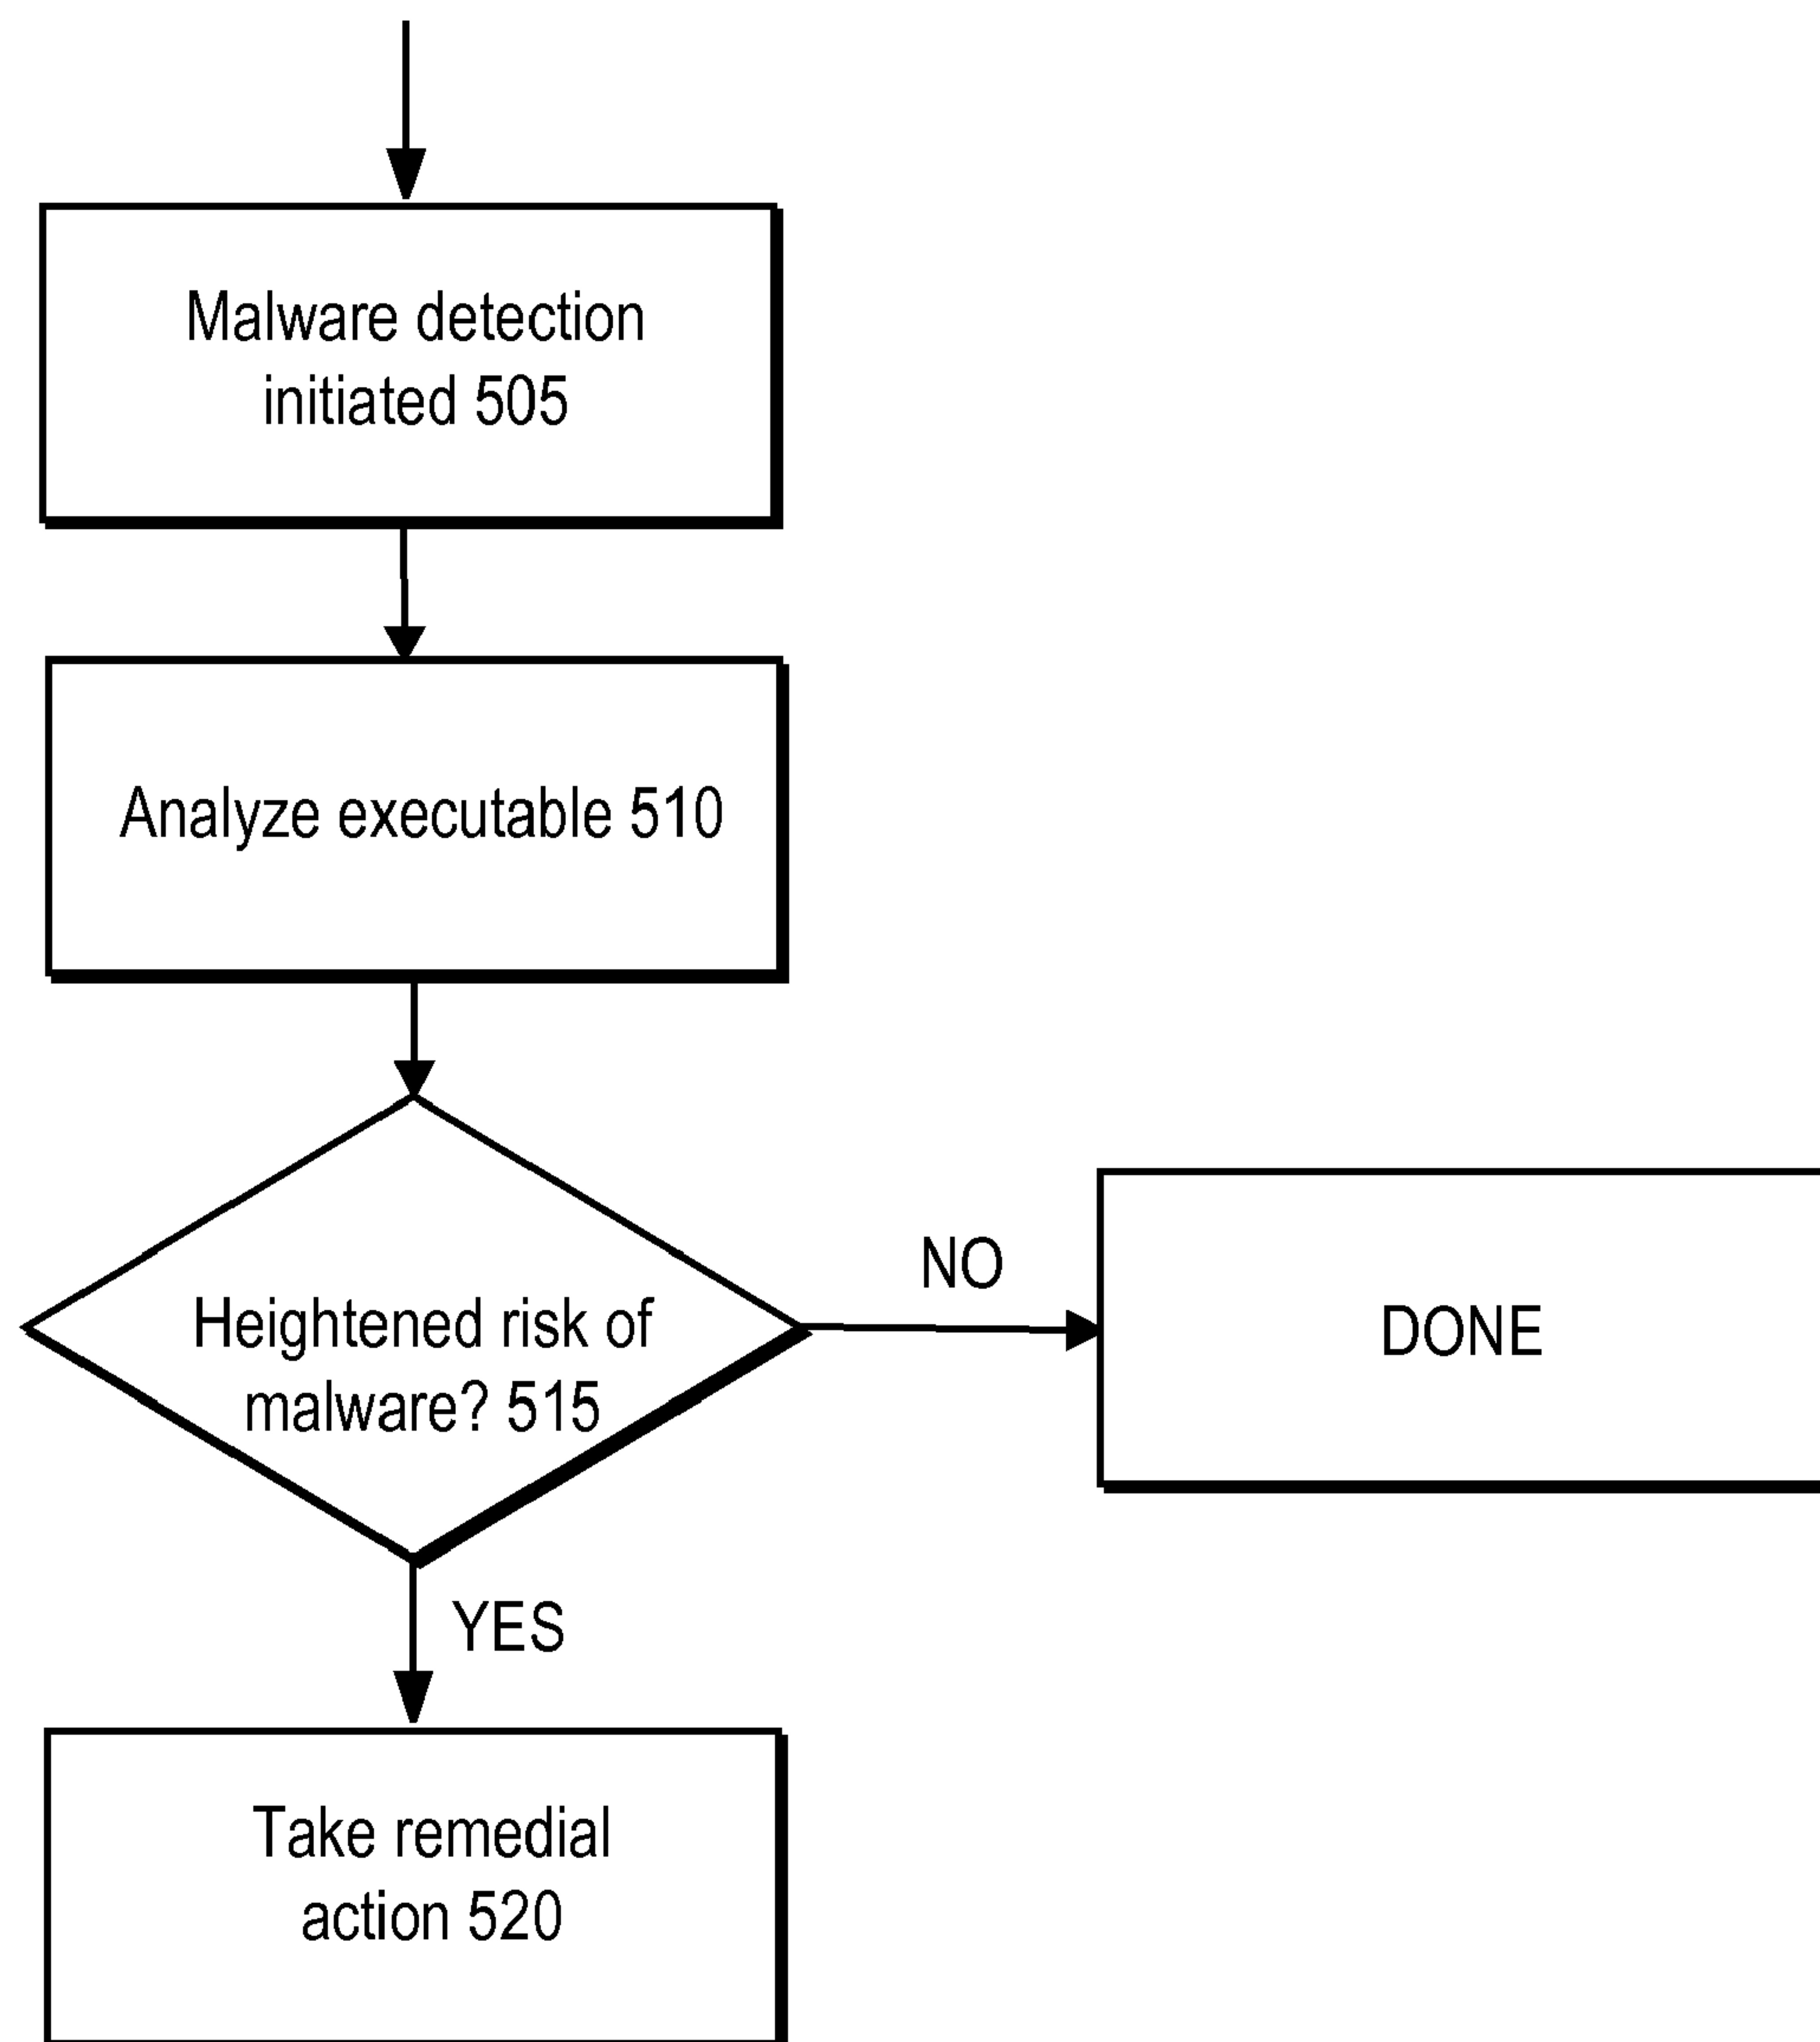 Malware detection
initiated 505
Analyze executable 510
Heightened risk of
malware? 515
NO
DONE
YES
Take remedial
action 520